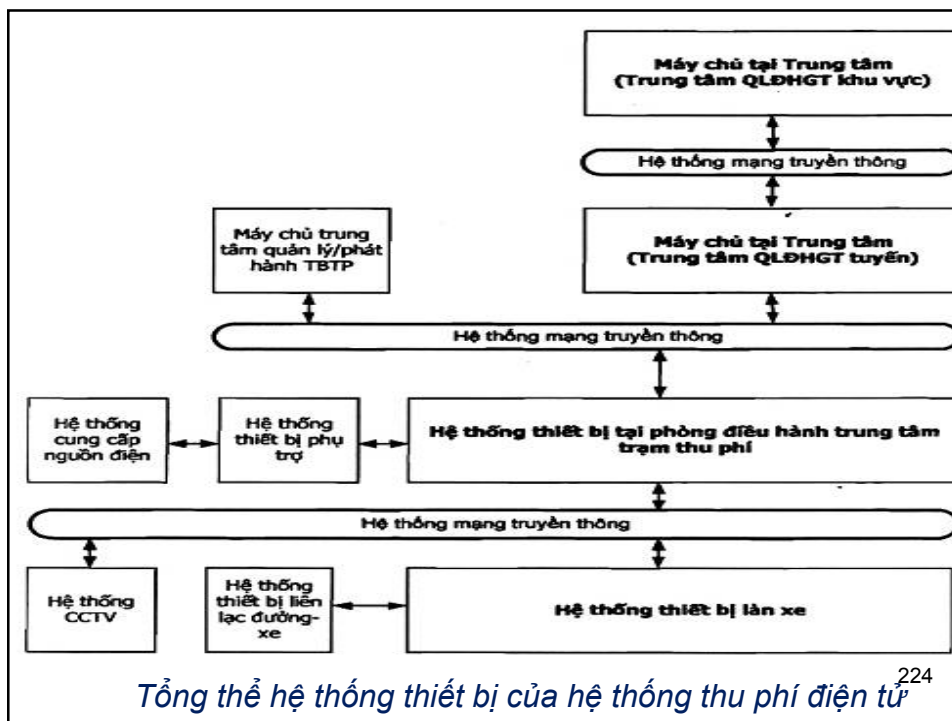 Máy chủ tại Trung tâm
(Trung tâm QLĐHGT khu vực)
Hệ thống mạng truyền thông
Máy chủ trung
tâm quản lý/phát
hành TBTP
Máy chủ tại Trung tâm
(Trung tâm QLĐHGT tuyến)
Hệ thống mạng truyền thông
Hệ thống
cung cấp
nguồn điện
Hệ thống
thiết bị phụ
trợ
Hệ thống thiết bị tại phòng điều hành trung tâm
trạm thu phí
Hệ thống mạng truyền thông
Hệ thống
CCTV
Hệ thống
thiết bị liên
lạc đường-
xe
Hệ thống thiết bị làn xe
Tổng thể hệ thống thiết bị của hệ thống thu phí điện tử
224